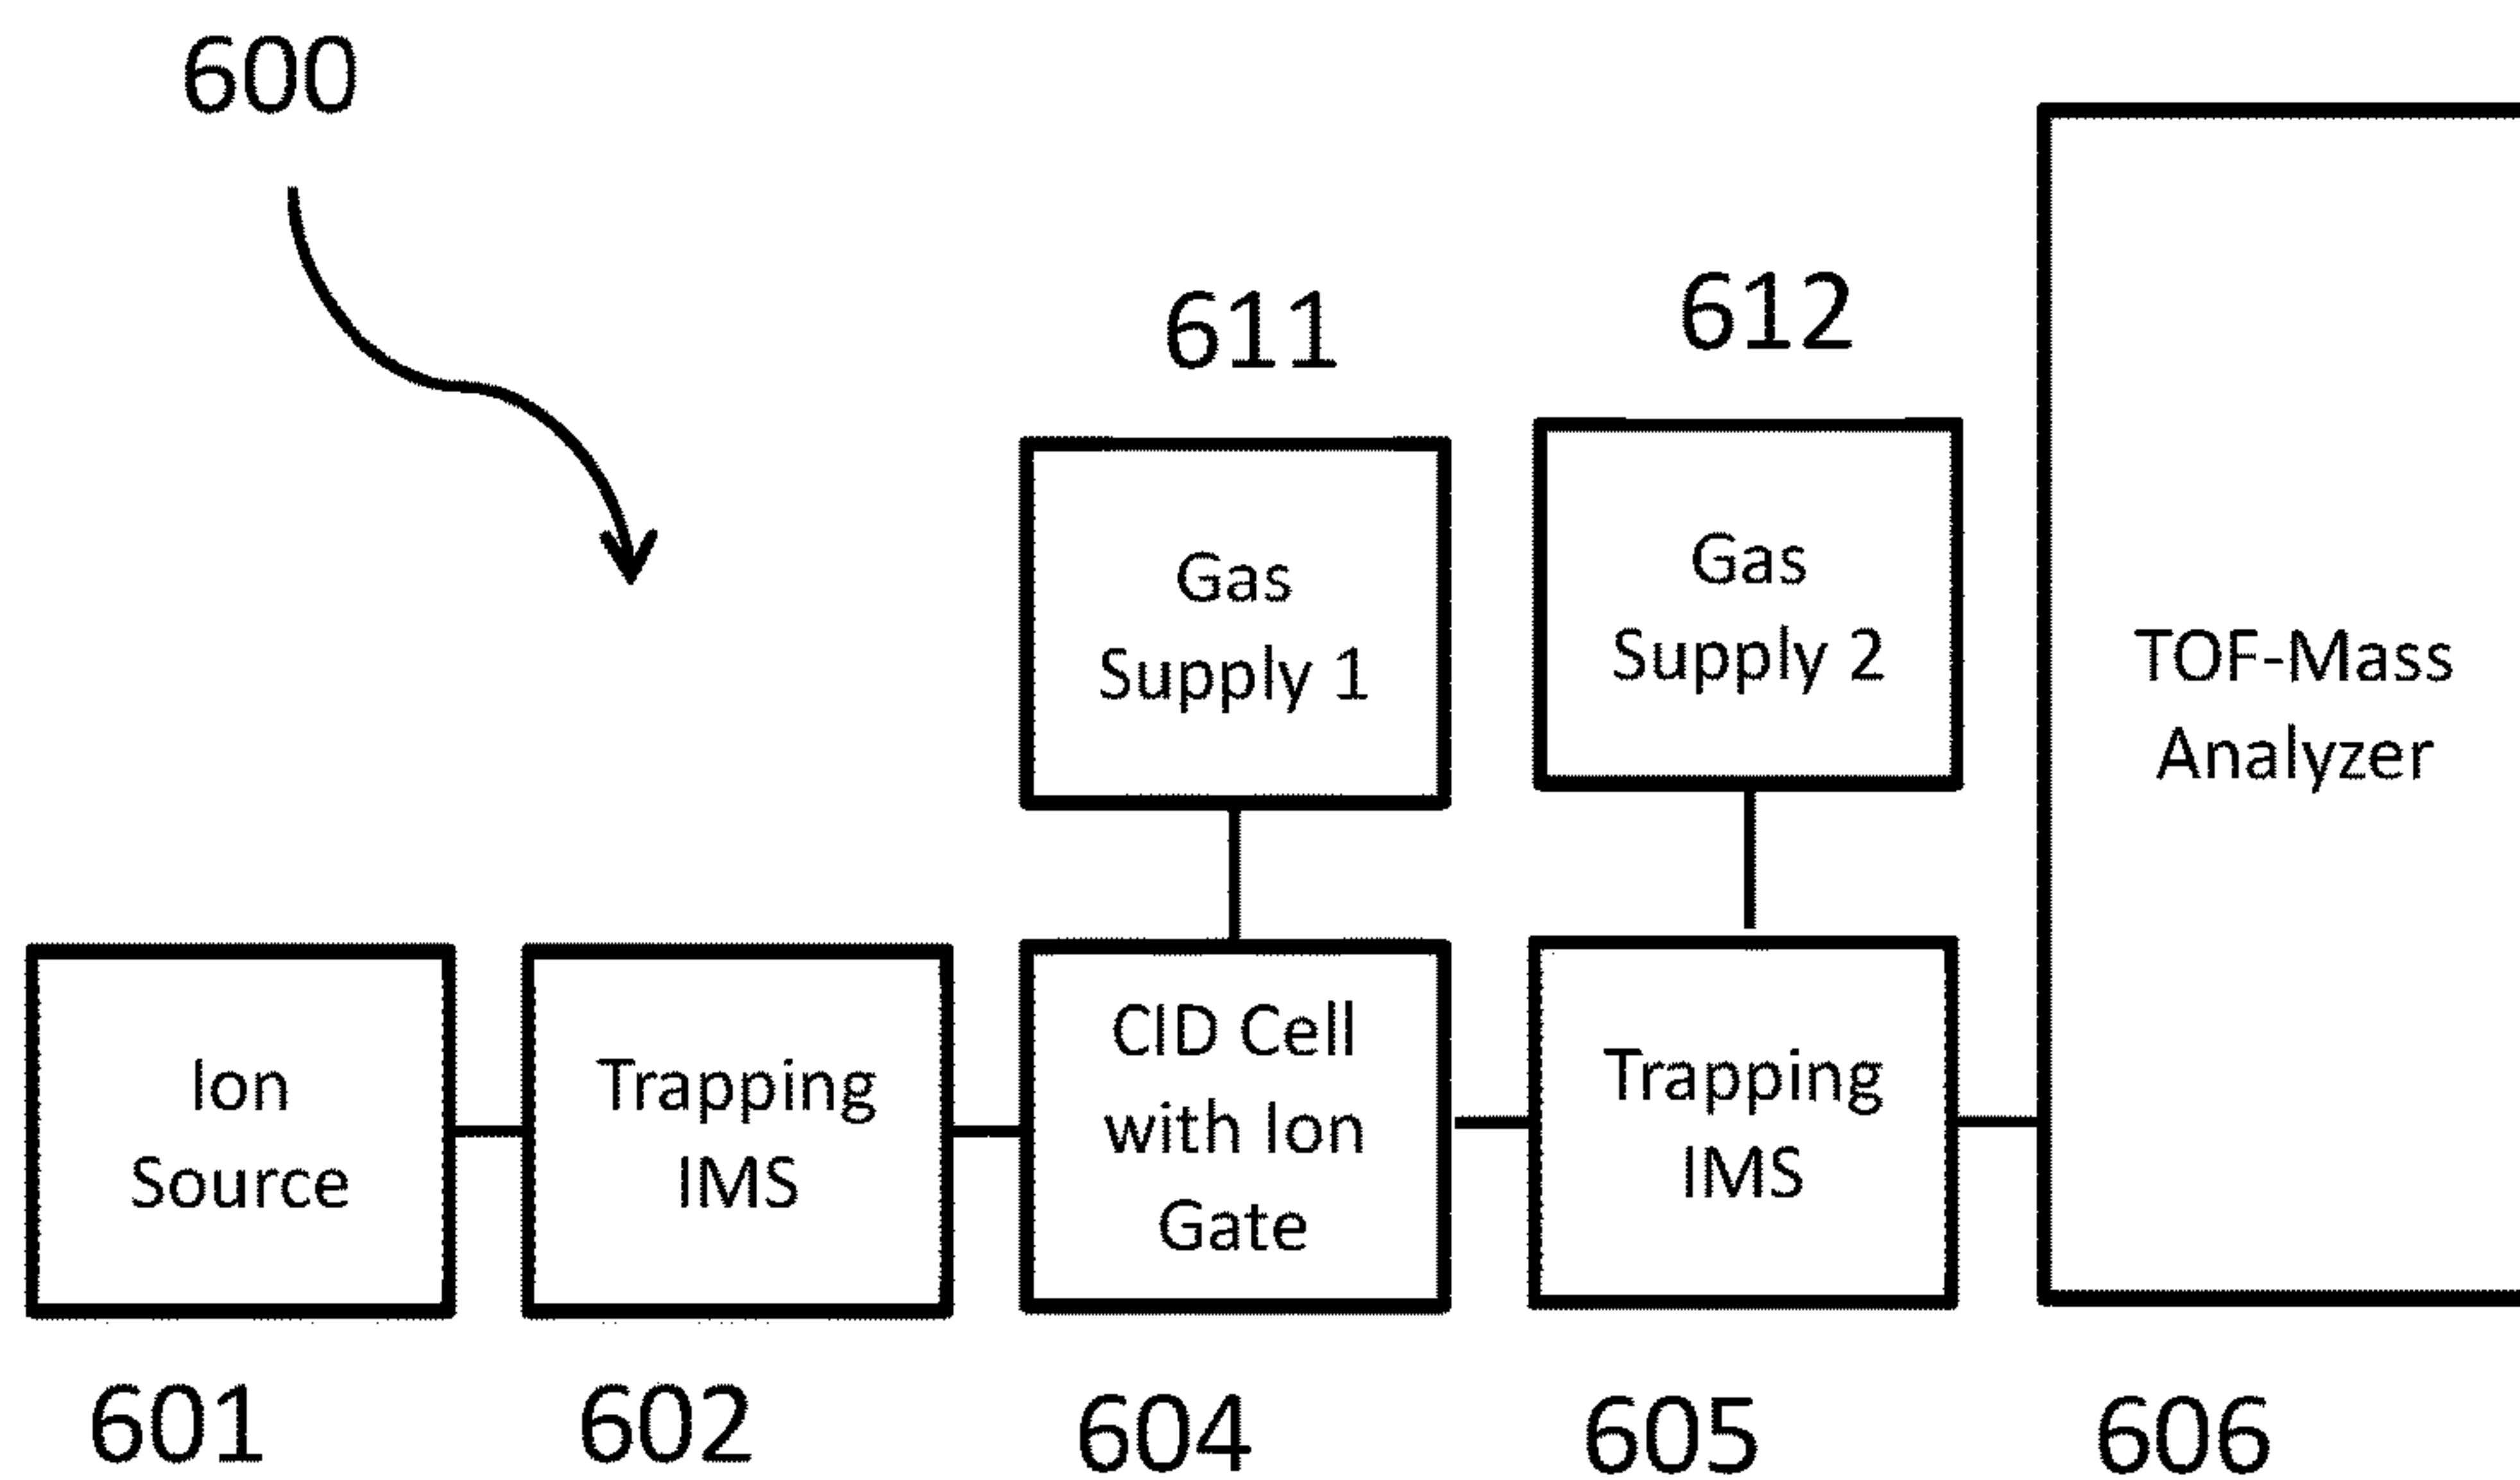 600
611
612
Gas
Supply 1
Gas
Supply 2
TOF-Mass
Analyzer
Ion
Source
Trapping
IMS
CID Cell
with Ion
Gate
Trapping
IMS
601
602
604
605
606